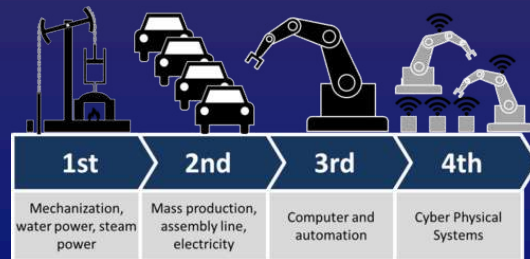 1st
2nd
3rd
4th
Mechanization,
water power, steam
power
Mass production,
assembly line,
electricity
Computer and
automation
Cyber Physical
Systems